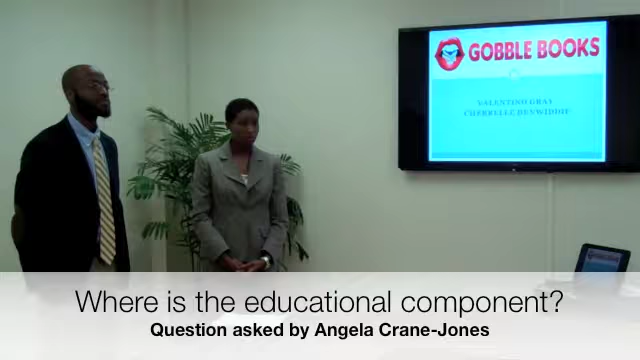 GOBBLE BOOKS
VALENTINO GRAY
CHERRELLE DENWIDDIE
Where is the educational component?
Question asked by Angela Crane-Jones